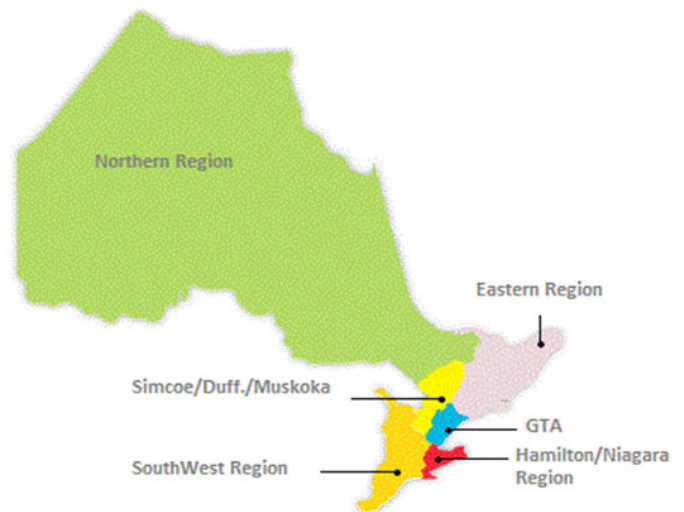 Northern Region
Eastern Region
Simcoe/Duff./Muskoka
GTA
Hamilton/Niagara
Region
SouthWest Region